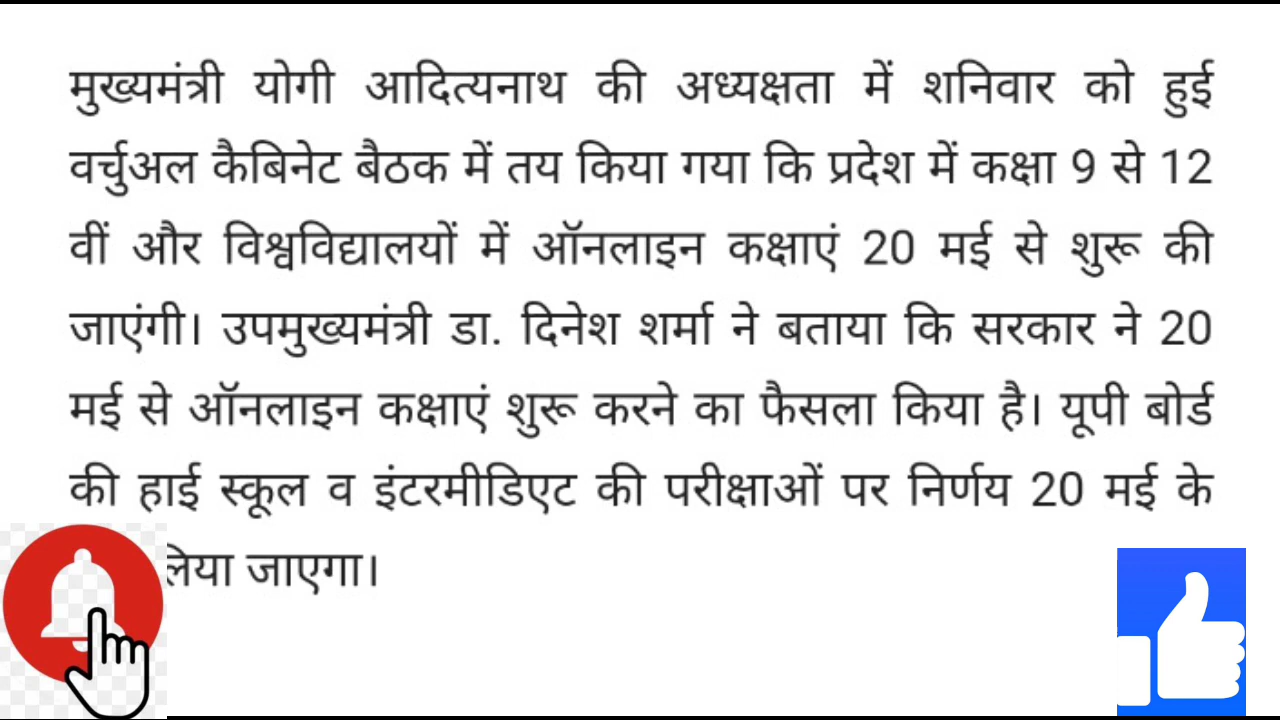 मुख्यमंत्री योगी आदित्यनाथ की अध्यक्षता में शनिवार को हुई
वर्चुअल कैबिनेट बैठक में तय किया गया कि प्रदेश में कक्षा 9 से 12
वीं और विश्वविद्यालयों में ऑनलाइन कक्षाएं 20 मई से शुरू की
जाएंगी। उपमुख्यमंत्री डा. दिनेश शर्मा ने बताया कि सरकार ने 20
मई से ऑनलाइन कक्षाएं शुरू करने का फैसला किया है। यूपी बोर्ड
की हाई स्कूल व इंटरमीडिएट की परीक्षाओं पर निर्णय 20 मई के
लिया जाएगा।